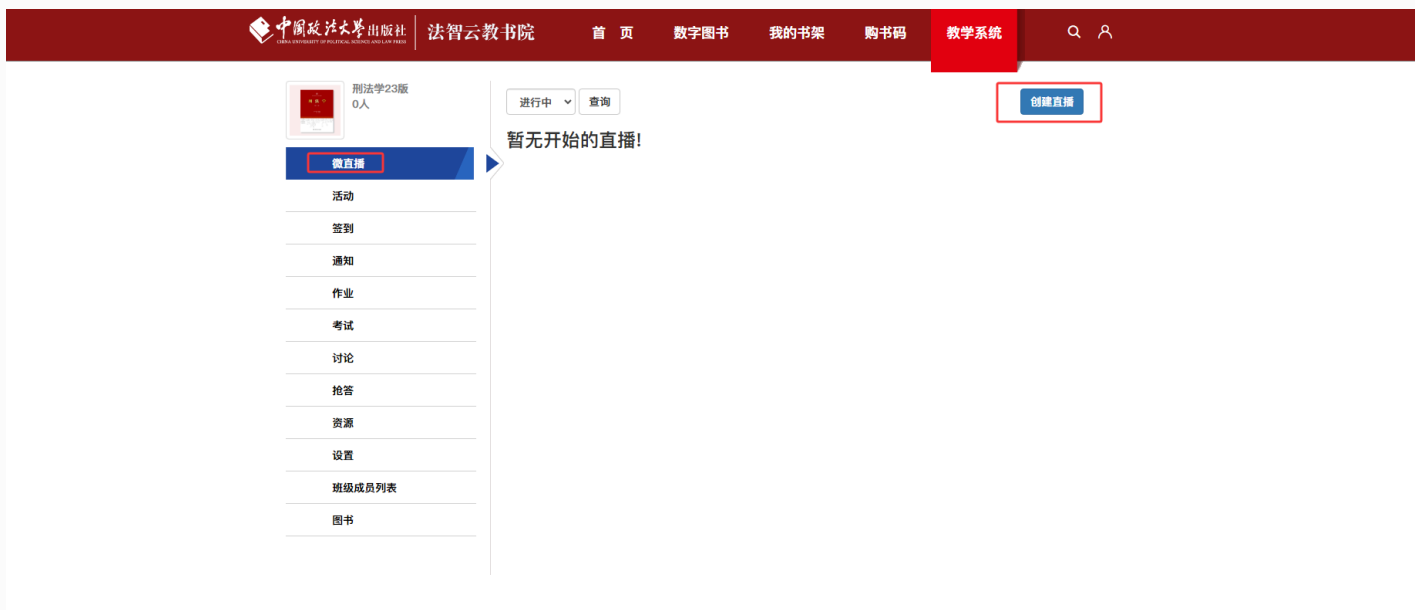 中国政法大学出版社
CHINA UNIVERSITY OF POLITICAL SCIENCE AND LAW PRESS
法智云教书院
首 页
数字图书
我的书架
购书码
教学系统
刑法学23版
0人
进行中
查询
创建直播
暂无开始的直播!
微直播
活动
签到
通知
作业
考试
讨论
抢答
资源
设置
班级成员列表
图书